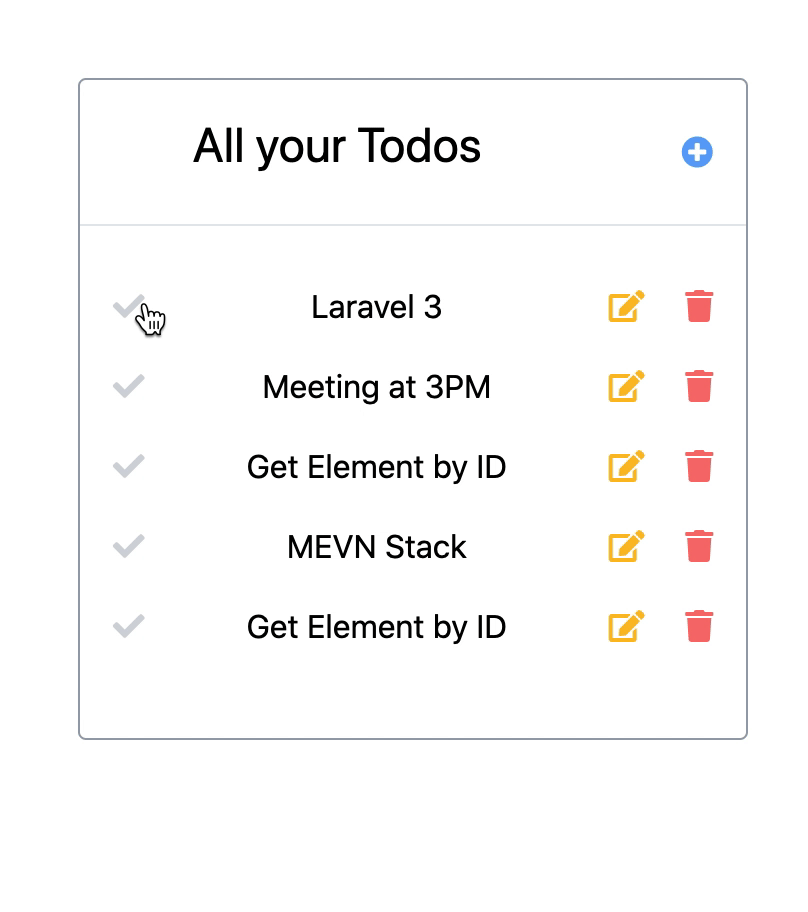 All your Todos
Laravel 3
Meeting at 3PM
Get Element by ID
MEVN Stack
Get Element by ID